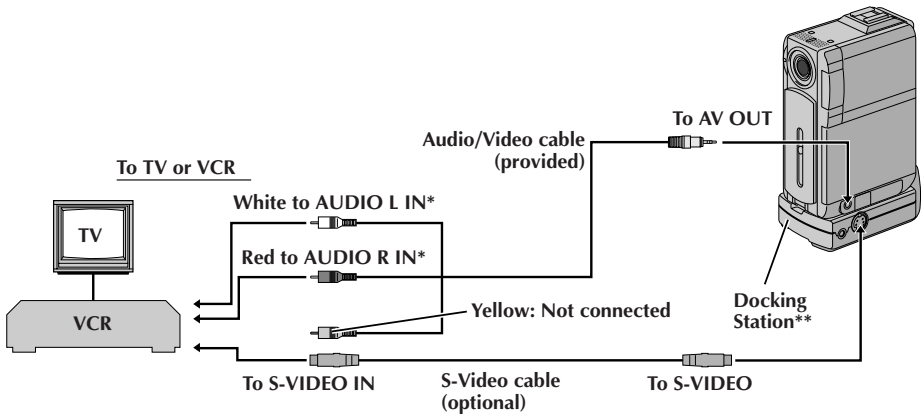 To AV OUT
Audio/Video cable
(provided)
To TV or VCR
White to AUDIO L IN*
TV
Red to AUDIO R IN*
Yellow: Not connected
Docking
Station**
VCR
To S-VIDEO IN
S-Video cable
(optional)
To S-VIDEO